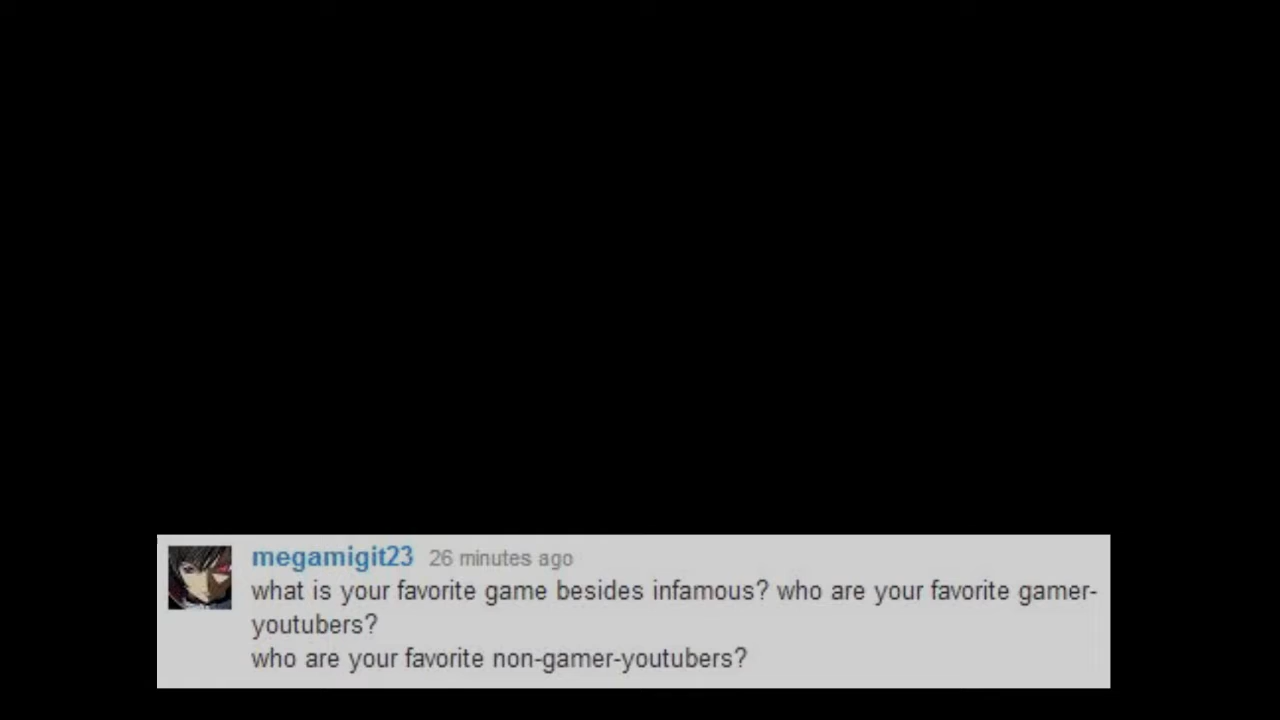 megamigit23 26 minutes ago
what is your favorite game besides infamous? who are your favorite gamer-
youtubers?
who are your favorite non-gamer-youtubers?